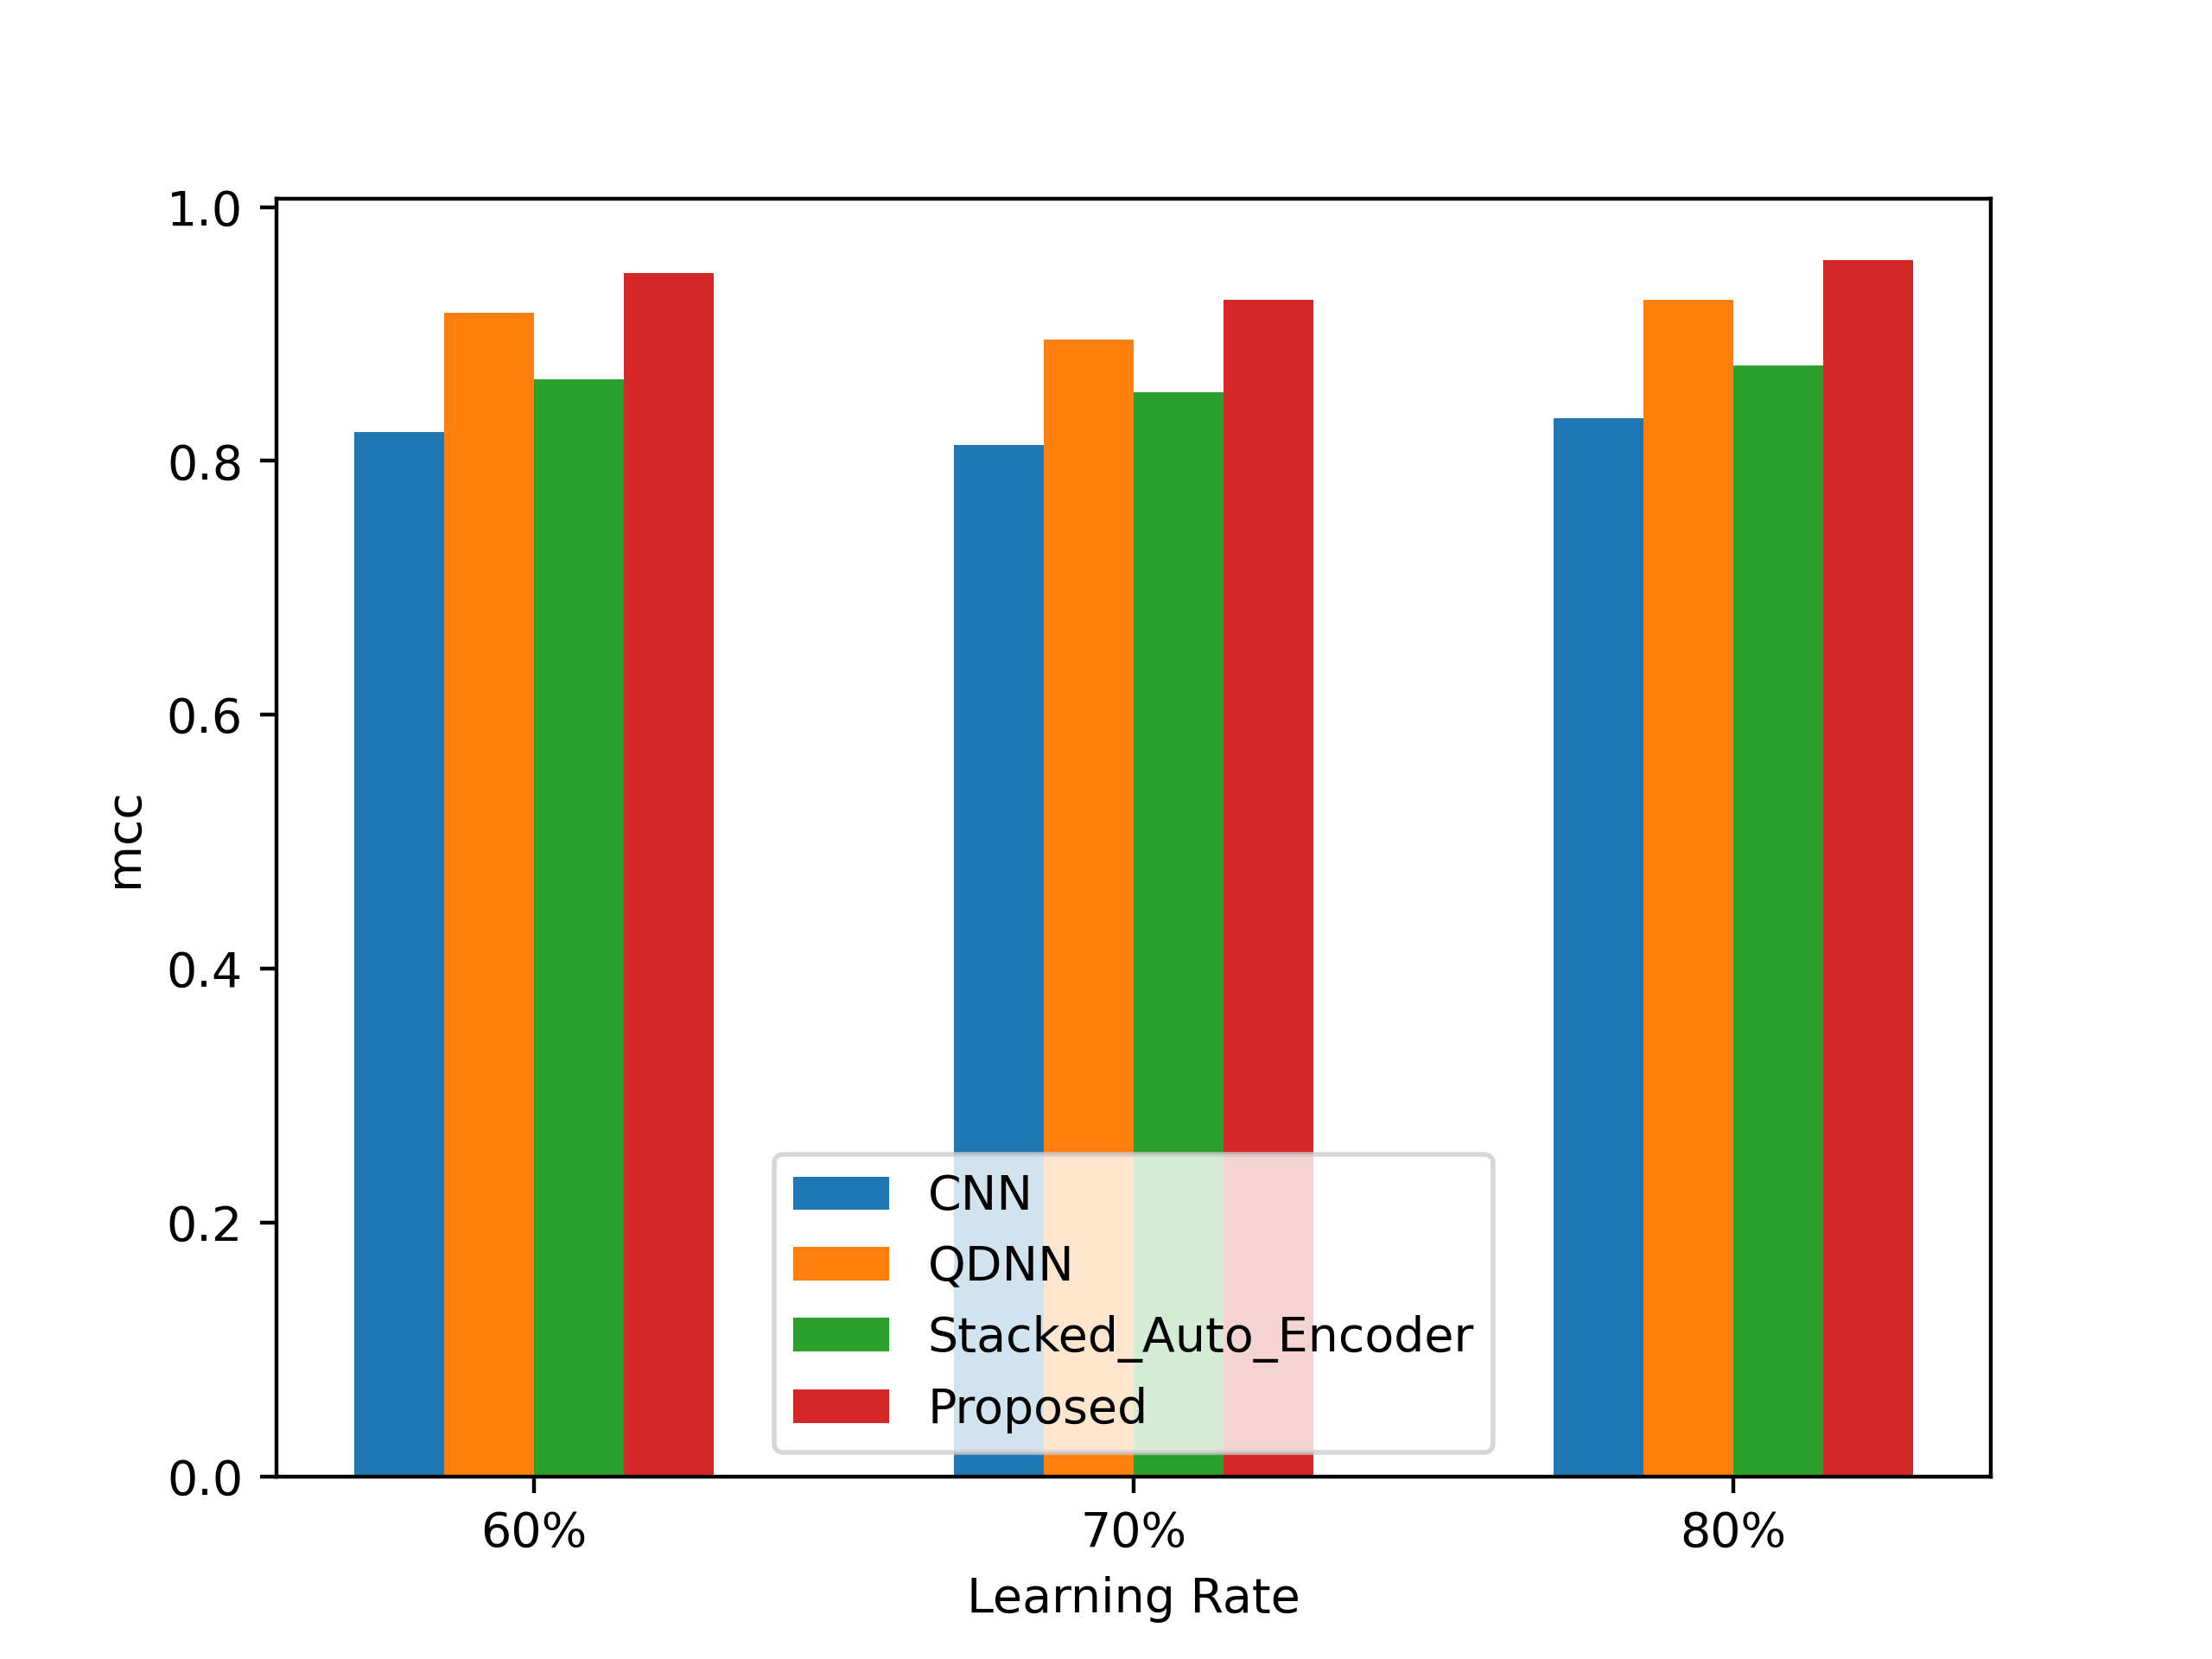 1.0
0.8
0.6
0.4
0.2
0.0
mcc
CNN
QDNN
Stacked_Auto_Encoder
Proposed
60%
70%
80%
Learning Rate